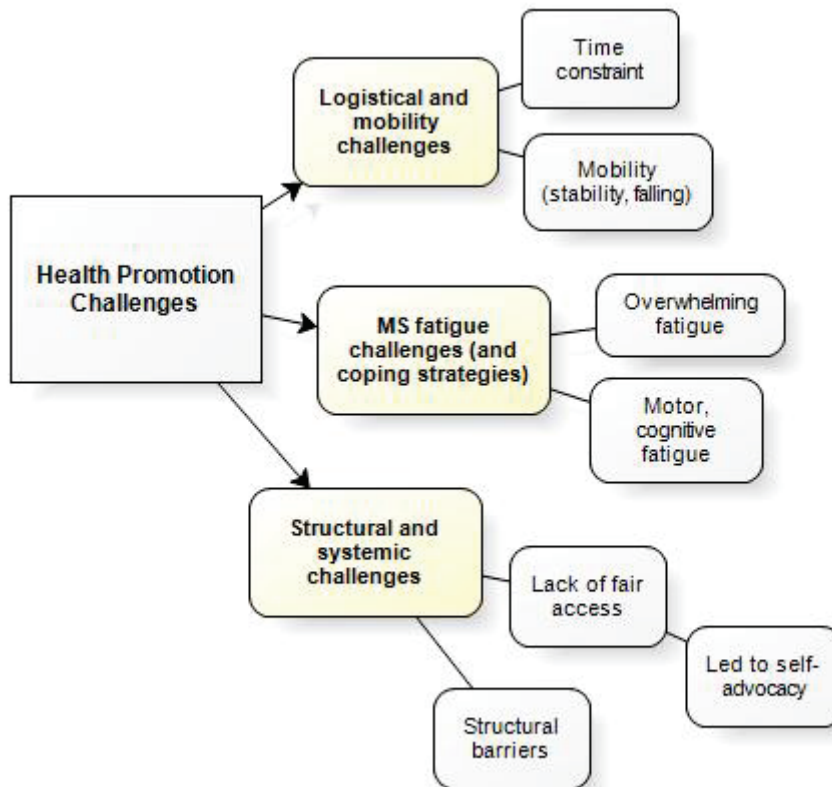 Time
constraint
Logistical and
mobility
challenges
Mobility
(stability, falling)
Health Promotion
Challenges
Overwhelming
fatigue
MS fatigue
challenges (and
coping strategies)
Motor,
cognitive
fatigue
Structural and
systemic
challenges
Lack of fair
access
Led to self-
advocacy
Structural
barriers